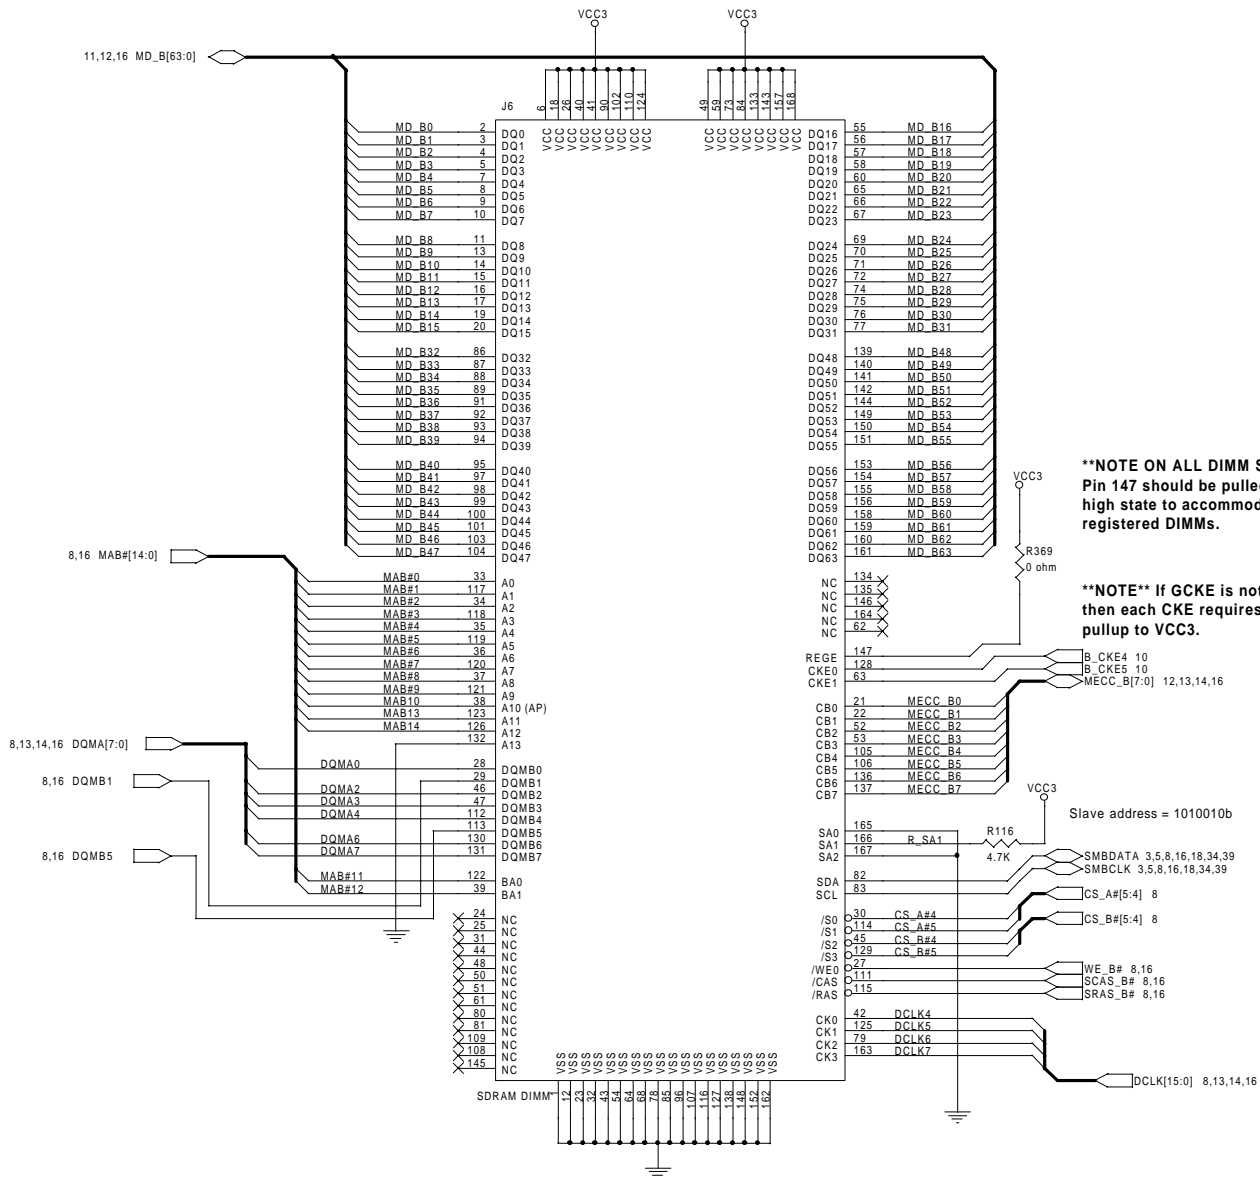 VCC3 VCC3
11,12,16 MD_B[63:0]
J6
6 18 26 40 41 90 102 110 124 49 59 73 84 133 143 157 168
VCC VCC VCC VCC VCC VCC VCC VCC VCC VCC VCC VCC VCC VCC VCC VCC VCC
MD_B0 2 DQ0 DQ16 55 MD_B16
MD_B1 3 DQ1 DQ17 56 MD_B17
MD_B2 4 DQ2 DQ18 57 MD_B18
MD_B3 5 DQ3 DQ19 58 MD_B19
MD_B4 7 DQ4 DQ20 60 MD_B20
MD_B5 8 DQ5 DQ21 65 MD_B21
MD_B6 9 DQ6 DQ22 66 MD_B22
MD_B7 10 DQ7 DQ23 67 MD_B23
MD_B8 11 DQ8 DQ24 69 MD_B24
MD_B9 13 DQ9 DQ25 70 MD_B25
MD_B10 14 DQ10 DQ26 71 MD_B26
MD_B11 15 DQ11 DQ27 72 MD_B27
MD_B12 16 DQ12 DQ28 74 MD_B28
MD_B13 17 DQ13 DQ29 75 MD_B29
MD_B14 19 DQ14 DQ30 76 MD_B30
MD_B15 20 DQ15 DQ31 77 MD_B31
MD_B32 86 DQ32 DQ48 139 MD_B48
MD_B33 87 DQ33 DQ49 140 MD_B49
MD_B34 88 DQ34 DQ50 141 MD_B50
MD_B35 89 DQ35 DQ51 142 MD_B51
MD_B36 91 DQ36 DQ52 144 MD_B52
MD_B37 92 DQ37 DQ53 149 MD_B53
MD_B38 93 DQ38 DQ54 150 MD_B54
MD_B39 94 DQ39 DQ55 151 MD_B55
MD_B40 95 DQ40 DQ56 153 MD_B56
MD_B41 97 DQ41 DQ57 154 MD_B57
MD_B42 98 DQ42 DQ58 155 MD_B58
MD_B43 99 DQ43 DQ59 156 MD_B59
MD_B44 100 DQ44 DQ60 158 MD_B60
MD_B45 101 DQ45 DQ61 159 MD_B61
MD_B46 103 DQ46 DQ62 160 MD_B62
MD_B47 104 DQ47 DQ63 161 MD_B63
VCC3
R369
0 ohm
**NOTE ON ALL DIMM S
Pin 147 should be pulle
high state to accommod
registered DIMMs.
**NOTE** If GCKE is not
then each CKE requires
pullup to VCC3.
8,16 MAB#[14:0]
MAB#0 33 A0 NC 134
MAB#1 117 A1 NC 135
MAB#2 34 A2 NC 146
MAB#3 118 A3 NC 164
MAB#4 35 A4 NC 62
MAB#5 119 A5
MAB#6 36 A6 REGE 147
MAB#7 120 A7 CKE0 128 B_CKE4 10
MAB#8 37 A8 CKE1 63 B_CKE5 10
MECC_B[7:0] 12,13,14,16
MAB#9 121 A9
MAB10 38 A10 (AP) CB0 21 MECC_B0
MAB13 123 A11 CB1 22 MECC_B1
MAB14 126 A12 CB2 52 MECC_B2
132 A13 CB3 53 MECC_B3
CB4 105 MECC_B4
CB5 106 MECC_B5
CB6 136 MECC_B6
CB7 137 MECC_B7
8,13,14,16 DQMA[7:0]
8,16 DQMB1
8,16 DQMB5
DQMA0 28 DQMB0
29 DQMB1
DQMA2 46 DQMB2
DQMA3 47 DQMB3
DQMA4 112 DQMB4
113 DQMB5
DQMA6 130 DQMB6
DQMA7 131 DQMB7
VCC3
Slave address = 1010010b
SA0 165
SA1 166 R_SA1 R116
SA2 167 4.7K
MAB#11 122 BA0 SDA 82 SMBDATA 3,5,8,16,18,34,39
MAB#12 39 BA1 SCL 83 SMBCLK 3,5,8,16,18,34,39
CS_A#[5:4] 8
CS_B#[5:4] 8
24 NC /S0 30 CS_A#4
25 NC /S1 114 CS_A#5
31 NC /S2 45 CS_B#4
44 NC /S3 129 CS_B#5
48 NC /WE0 27 WE_B# 8,16
50 NC /CAS 111 SCAS_B# 8,16
51 NC /RAS 115 SRAS_B# 8,16
61 NC
80 NC CK0 42 DCLK4
81 NC CK1 125 DCLK5
109 NC CK2 79 DCLK6
108 NC CK3 163 DCLK7
145 NC
DCLK[15:0] 8,13,14,16
VSS VSS VSS VSS VSS VSS VSS VSS VSS VSS VSS VSS VSS VSS VSS VSS VSS VSS
SDRAM DIMM
1 12 23 32 43 54 64 68 78 85 96 107 116 127 138 148 152 162